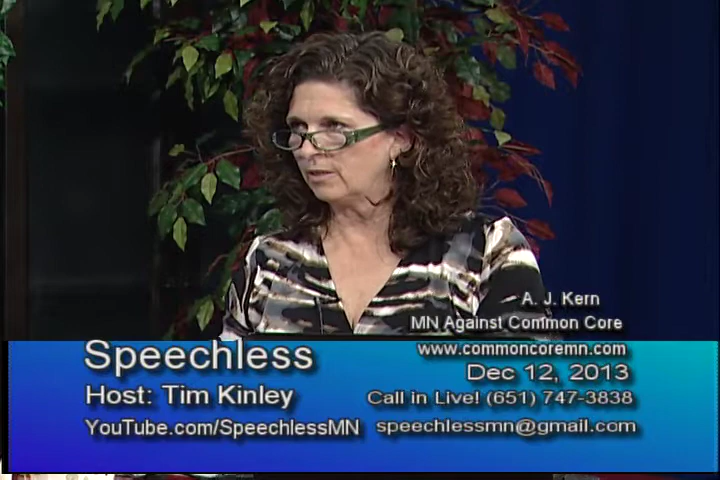 A. J. Kern
MN Against Common Core
www.commoncoremn.com
Speechless
Dec 12, 2013
Host: Tim Kinley
Call in Live! (651) 747-3838
YouTube.com/SpeechlessMN
speechlessmn@gmail.com